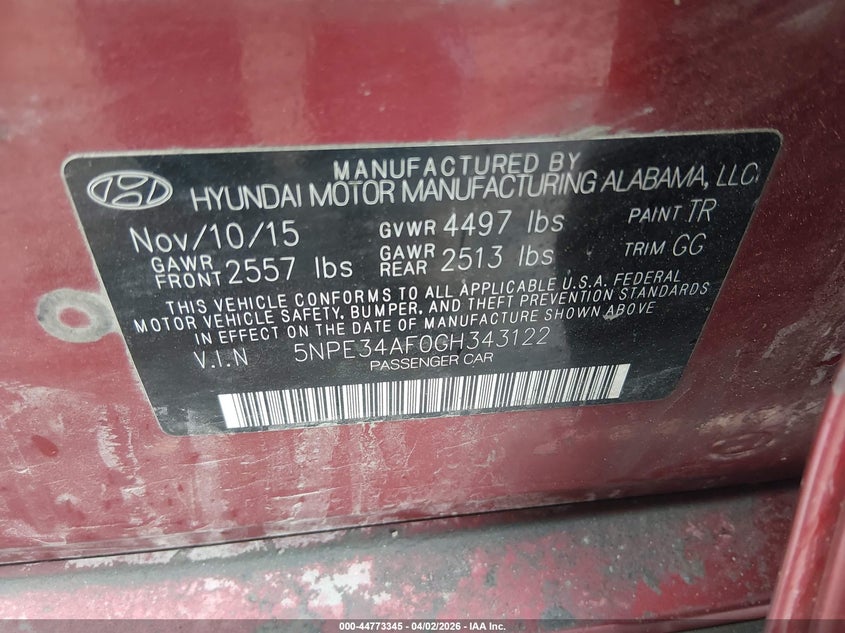 MANUFACTURED BY
HYUNDAI MOTOR MANUFACTURING ALABAMA, LLC.
Nov/10/15 GVWR 4497 lbs PAINT TR
GAWR FRONT 2557 lbs GAWR REAR 2513 lbs TRIM GG
THIS VEHICLE CONFORMS TO ALL APPLICABLE U.S.A. FEDERAL
MOTOR VEHICLE SAFETY, BUMPER, AND THEFT PREVENTION STANDARDS
IN EFFECT ON THE DATE OF MANUFACTURE SHOWN ABOVE.
V.I.N 5NPE34AF0GH343122
PASSENGER CAR
000-44773345 - 04/02/2026 - IAA Inc.